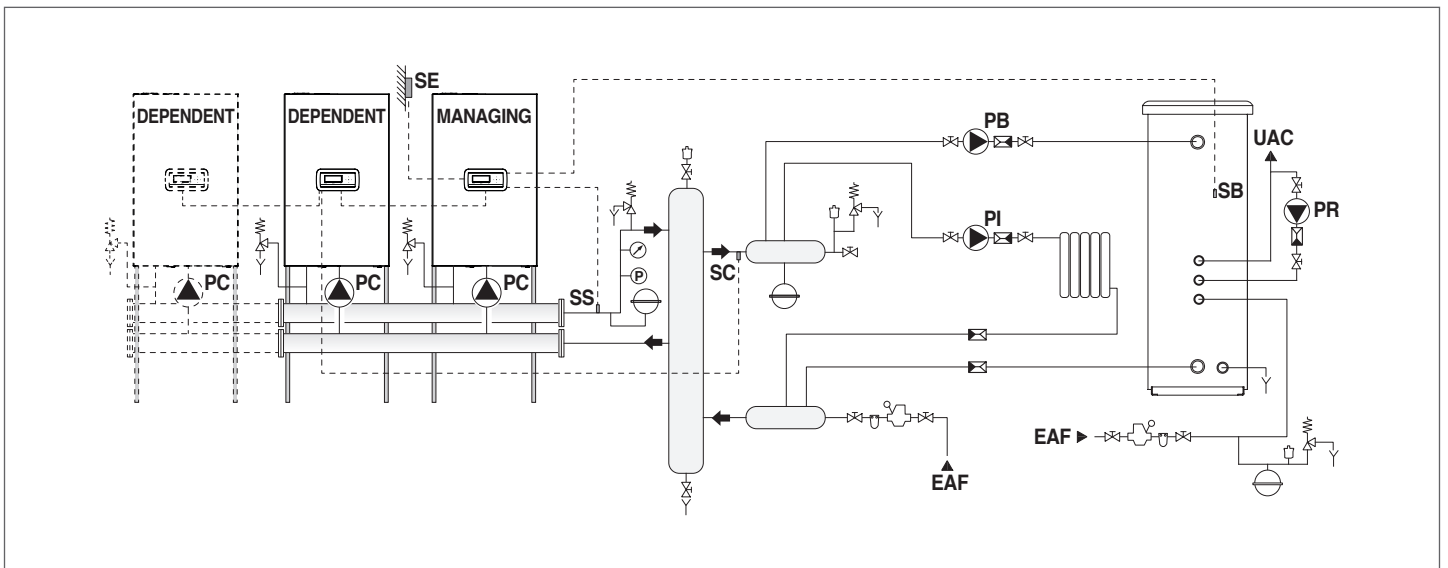 SE
DEPENDENT
DEPENDENT
MANAGING
PB
UAC
SB
PR
PI
SC
PC
PC
PC
SS
P
EAF
EAF